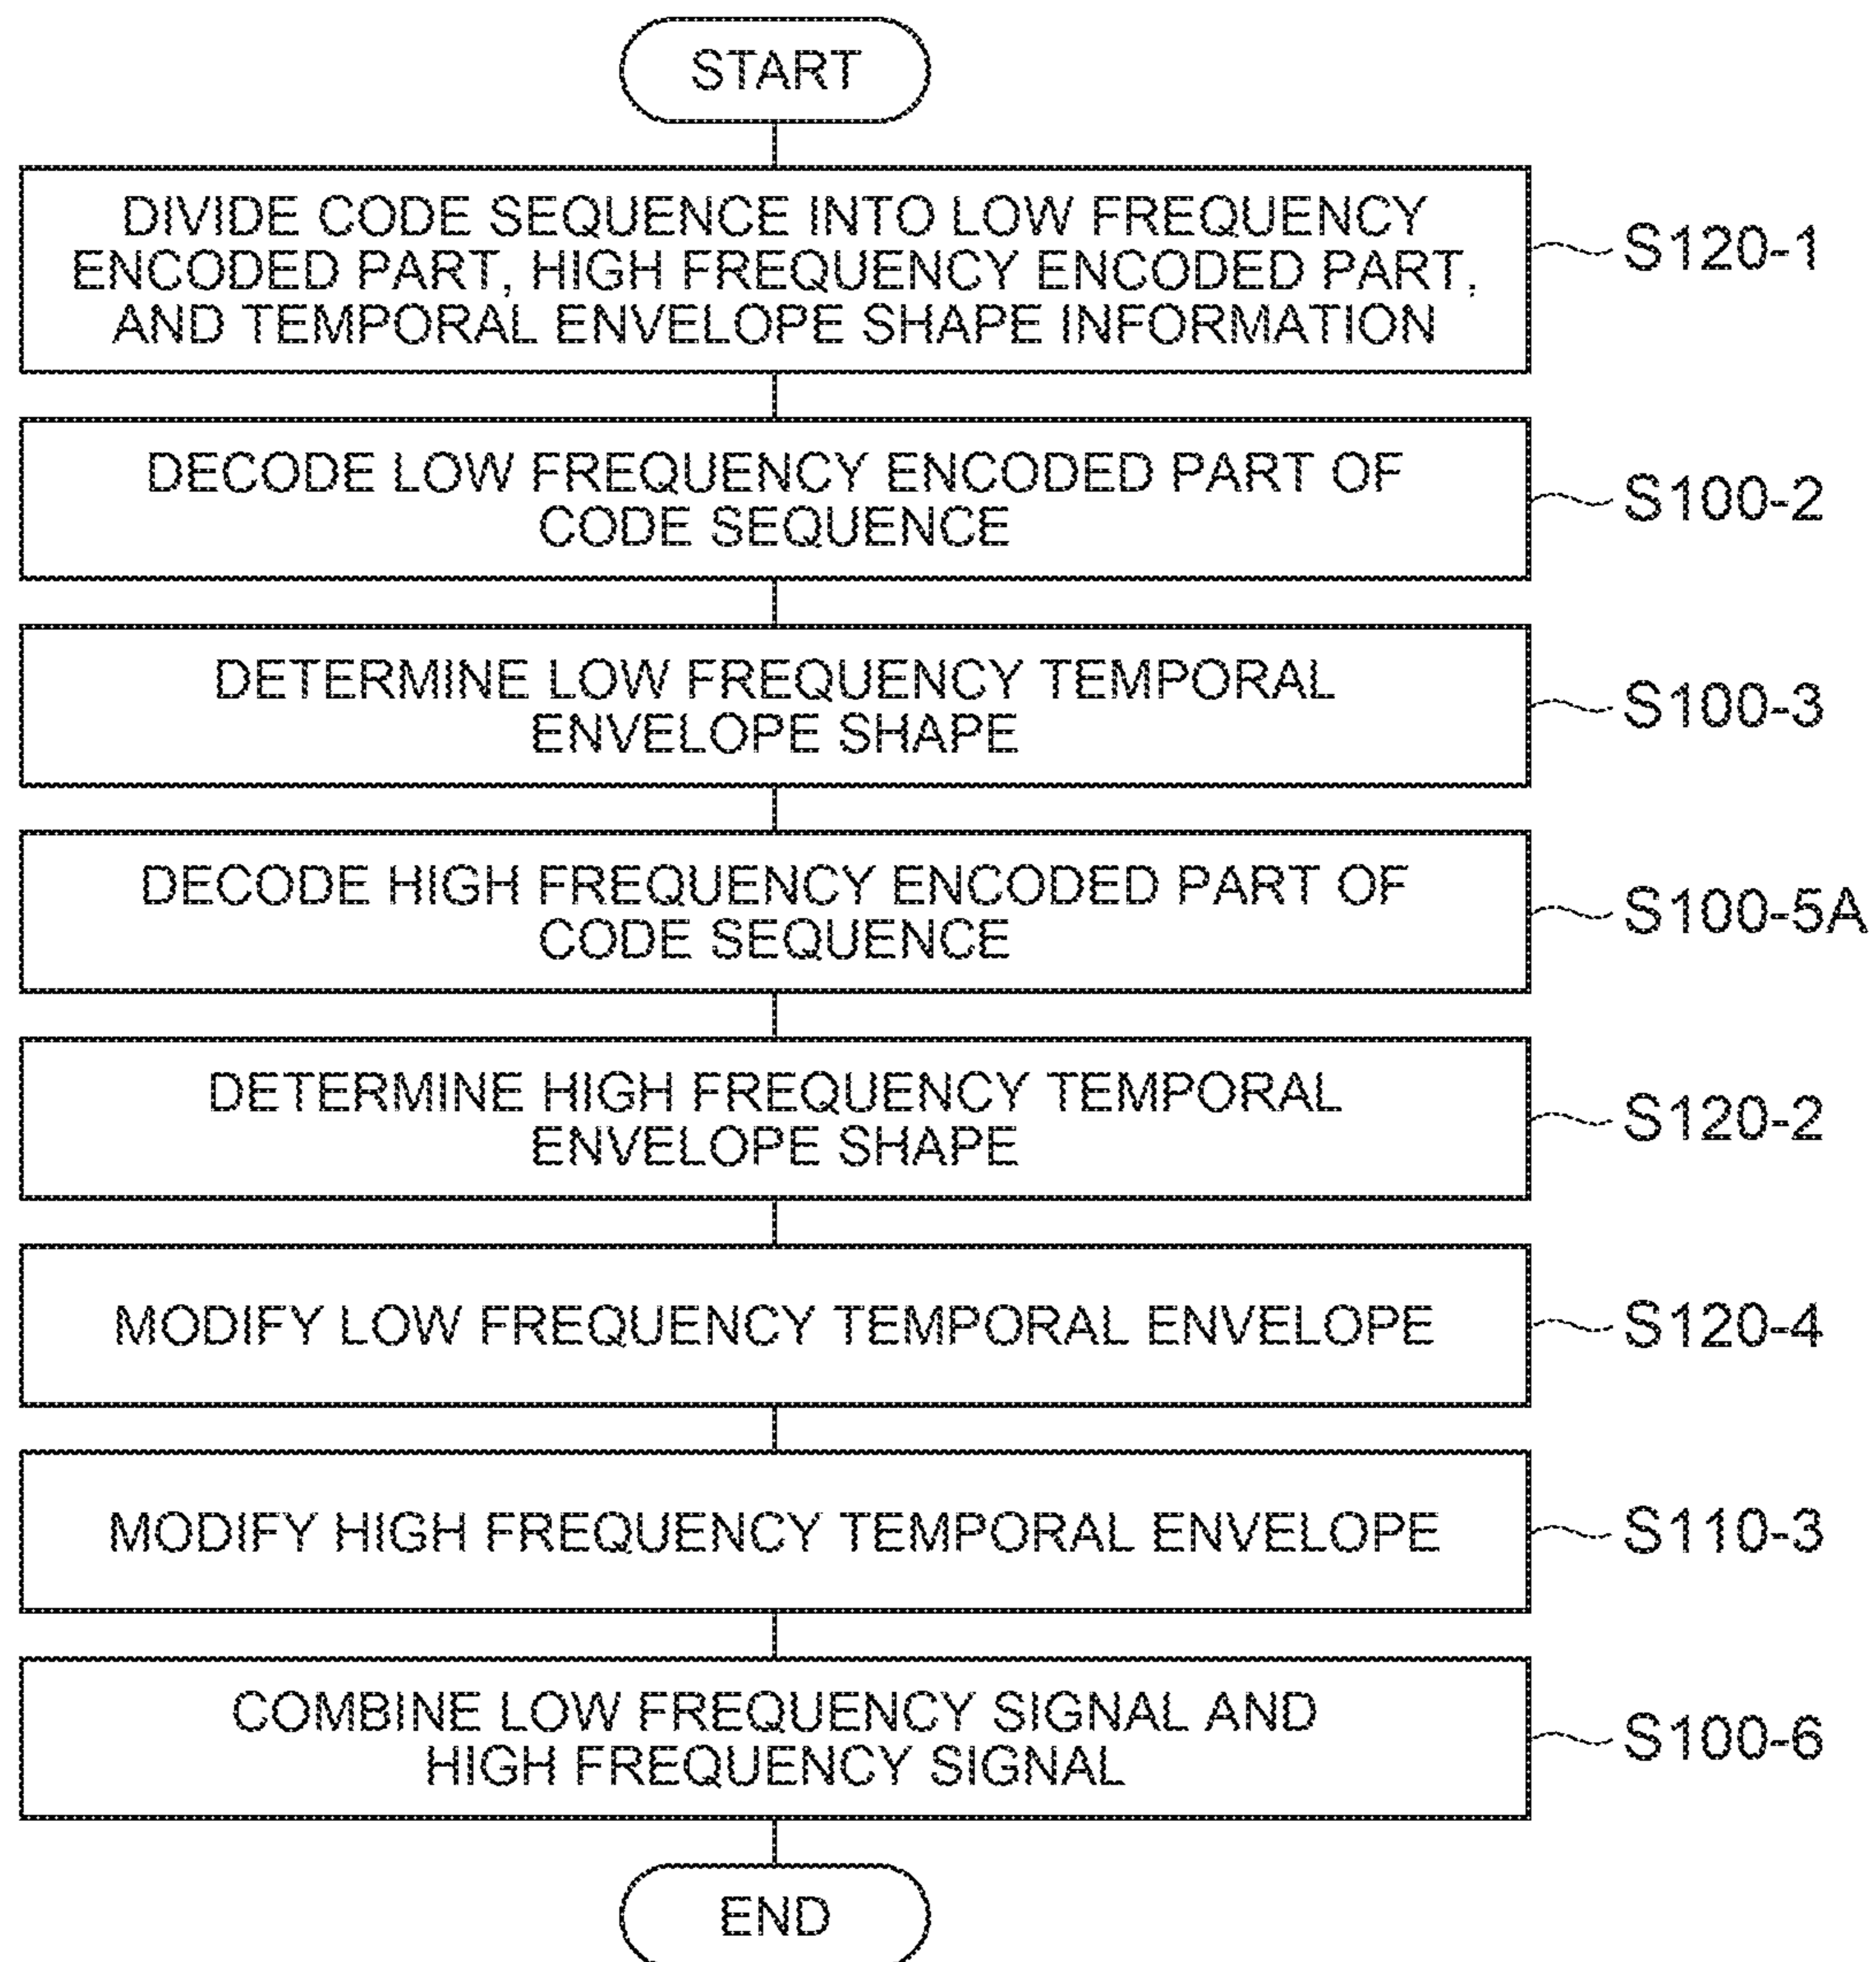 START
DIVIDE CODE SEQUENCE INTO LOW FREQUENCY
ENCODED PART, HIGH FREQUENCY ENCODED PART,
AND TEMPORAL ENVELOPE SHAPE INFORMATION
S120-1
DECODE LOW FREQUENCY ENCODED PART OF
CODE SEQUENCE
S100-2
DETERMINE LOW FREQUENCY TEMPORAL
ENVELOPE SHAPE
S100-3
DECODE HIGH FREQUENCY ENCODED PART OF
CODE SEQUENCE
S100-5A
DETERMINE HIGH FREQUENCY TEMPORAL
ENVELOPE SHAPE
S120-2
MODIFY LOW FREQUENCY TEMPORAL ENVELOPE
S120-4
MODIFY HIGH FREQUENCY TEMPORAL ENVELOPE
S110-3
COMBINE LOW FREQUENCY SIGNAL AND
HIGH FREQUENCY SIGNAL
S100-6
END